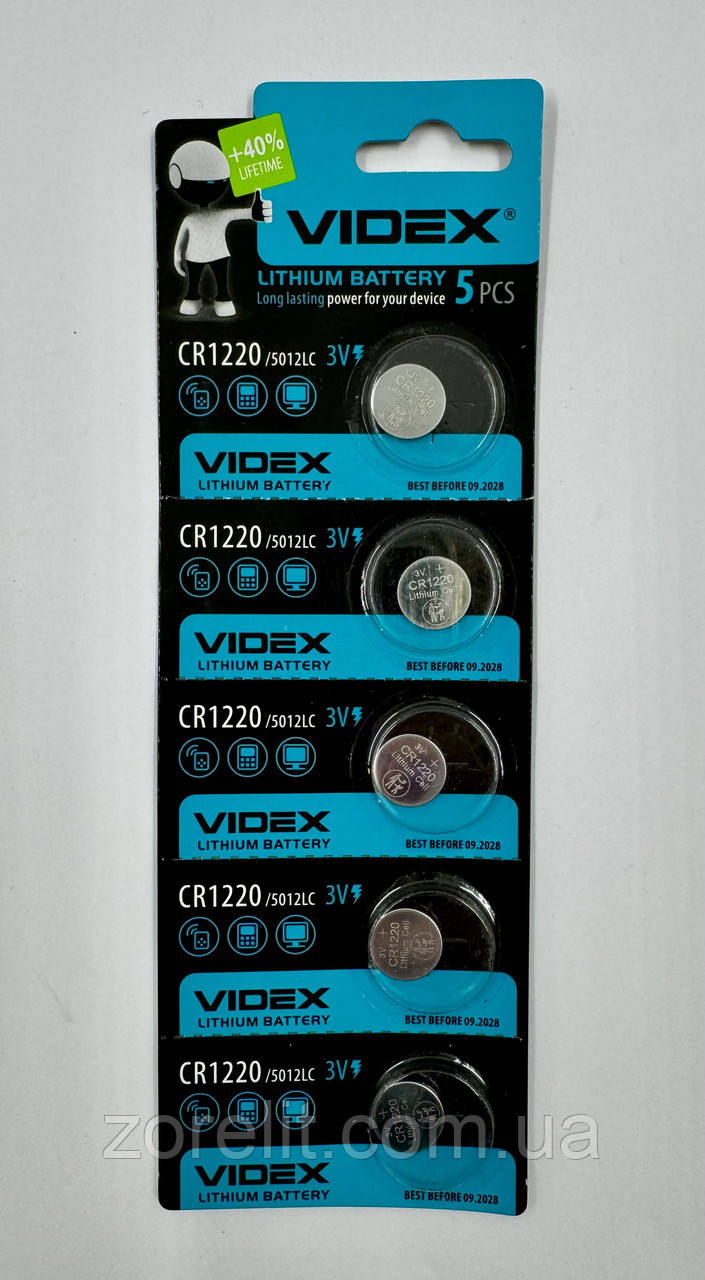 +40%
LIFETIME
VIDEX®
LITHIUM BATTERY 5 PCS
Long lasting power for your device
CR1220 /5012LC 3V
3V +
CR1220
Lithium Cell
VIDEX
LITHIUM BATTERY
BEST BEFORE 09.2028
CR1220 /5012LC 3V
3V +
CR1220
Lithium Cell
VIDEX
LITHIUM BATTERY
BEST BEFORE 09.2028
CR1220 /5012LC 3V
3V +
CR1220
Lithium Cell
VIDEX
LITHIUM BATTERY
BEST BEFORE 09.2028
CR1220 /5012LC 3V
3V +
CR1220
Lithium Cell
VIDEX
LITHIUM BATTERY
BEST BEFORE 09.2028
CR1220 /5012LC 3V
3V +
CR1220
Lithium Cell
zorelit.com.ua
VIDEX
LITHIUM BATTERY
BEST BEFORE 09.2028